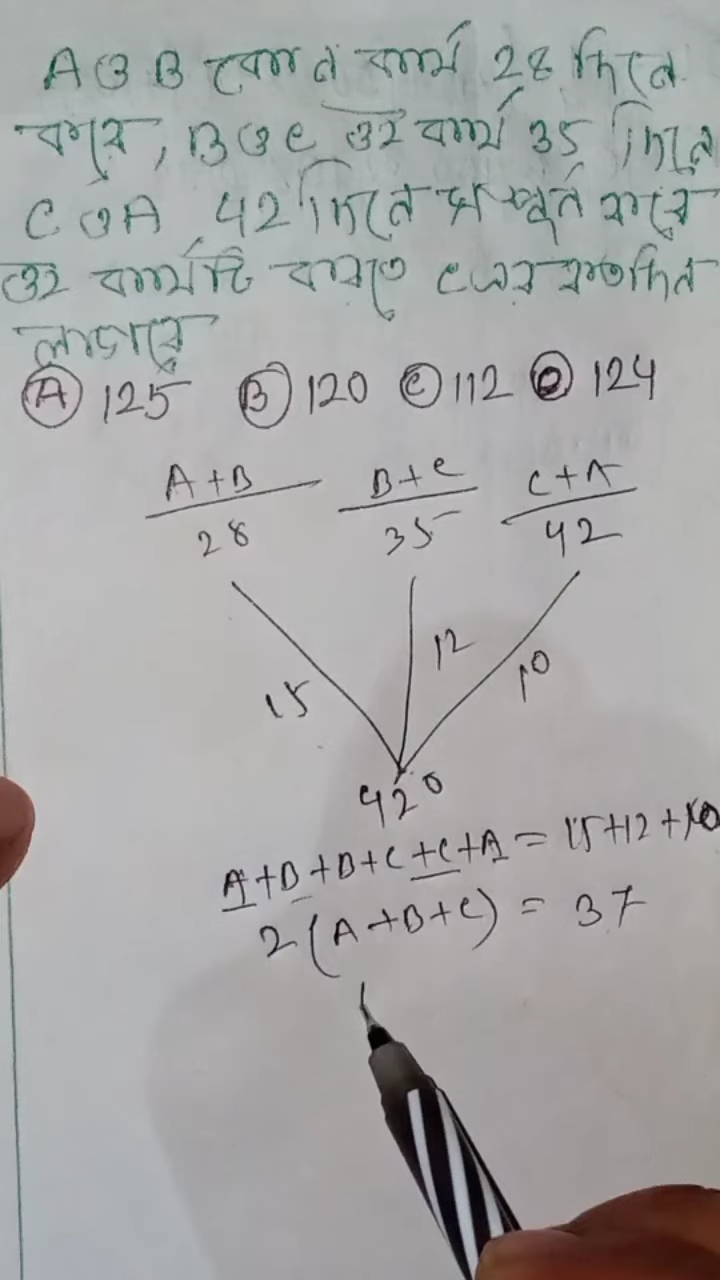 A ও B কোন কার্য 28 দিনে
করে, B ও C ওই কার্য 35 দিনে
C ও A 42 দিনে সম্পূর্ন করে
ওই কার্যটি করতে C এর কতদিন
লাগবে
Ⓐ 125 Ⓑ 120 Ⓒ 112 Ⓓ 124
A+B B+C C+A
28 35 42
15 12 10
420
A+B+B+C+C+A = 15+12+10
2(A+B+C) = 37